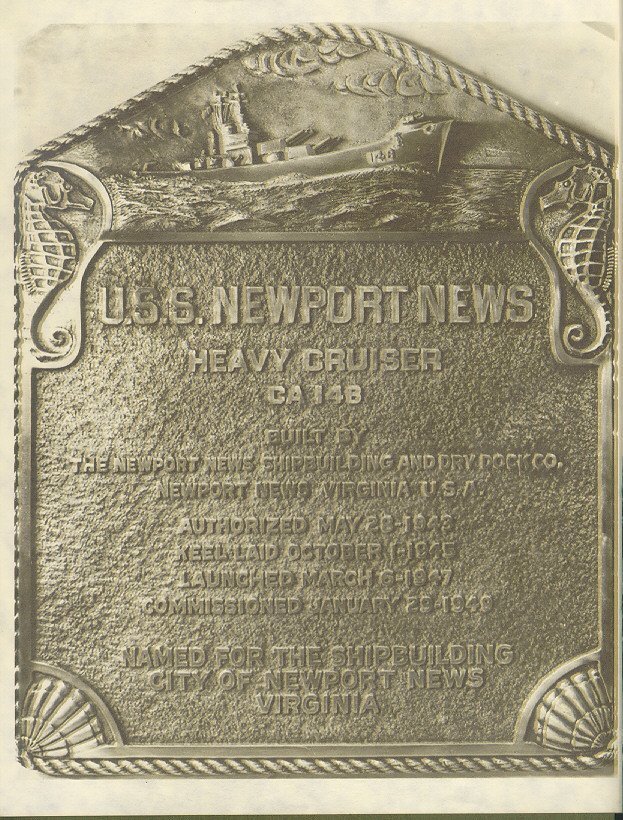 148
U.S.S. NEWPORT NEWS
HEAVY CRUISER
CA 148
BUILT BY
THE NEWPORT NEWS SHIPBUILDING AND DRY DOCK CO.
NEWPORT NEWS VIRGINIA U.S.A.
AUTHORIZED MAY 28-1943
KEEL LAID OCTOBER 1-1945
LAUNCHED MARCH 6-1947
COMMISSIONED JANUARY 29-1949
NAMED FOR THE SHIPBUILDING
CITY OF NEWPORT NEWS
VIRGINIA